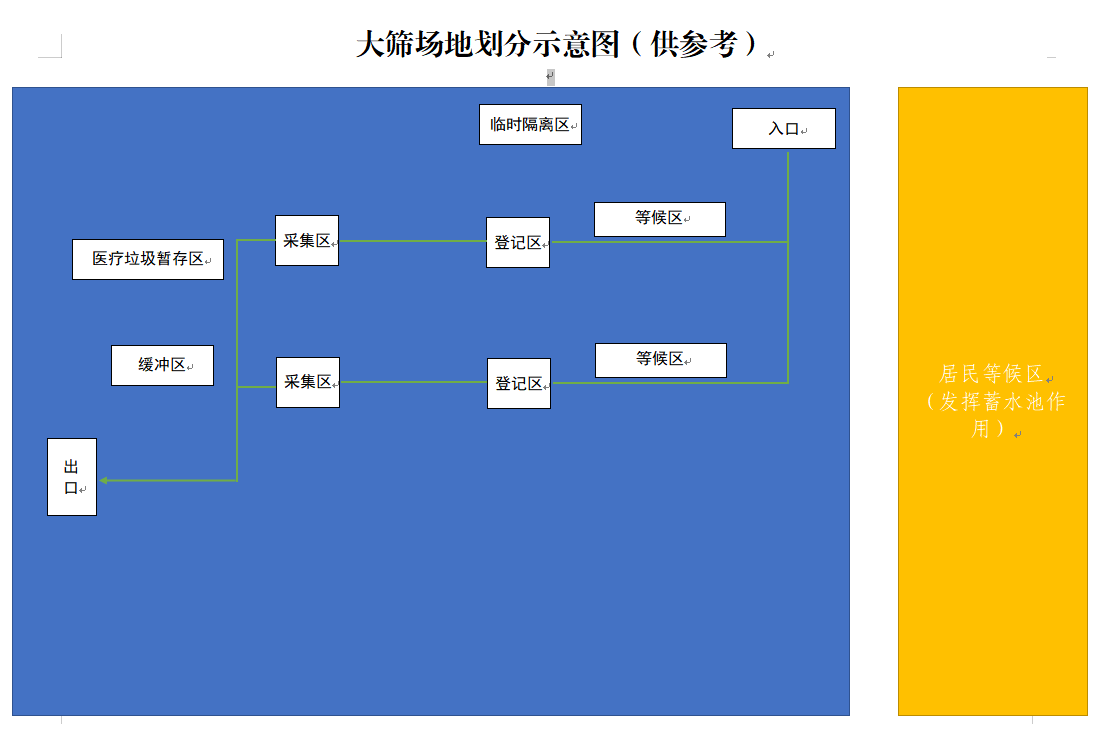 大筛场地划分示意图（供参考）
临时隔离区
入口
等候区
采集区
登记区
医疗垃圾暂存区
等候区
缓冲区
采集区
登记区
出
口
居民等候区
（发挥蓄水池作
用）